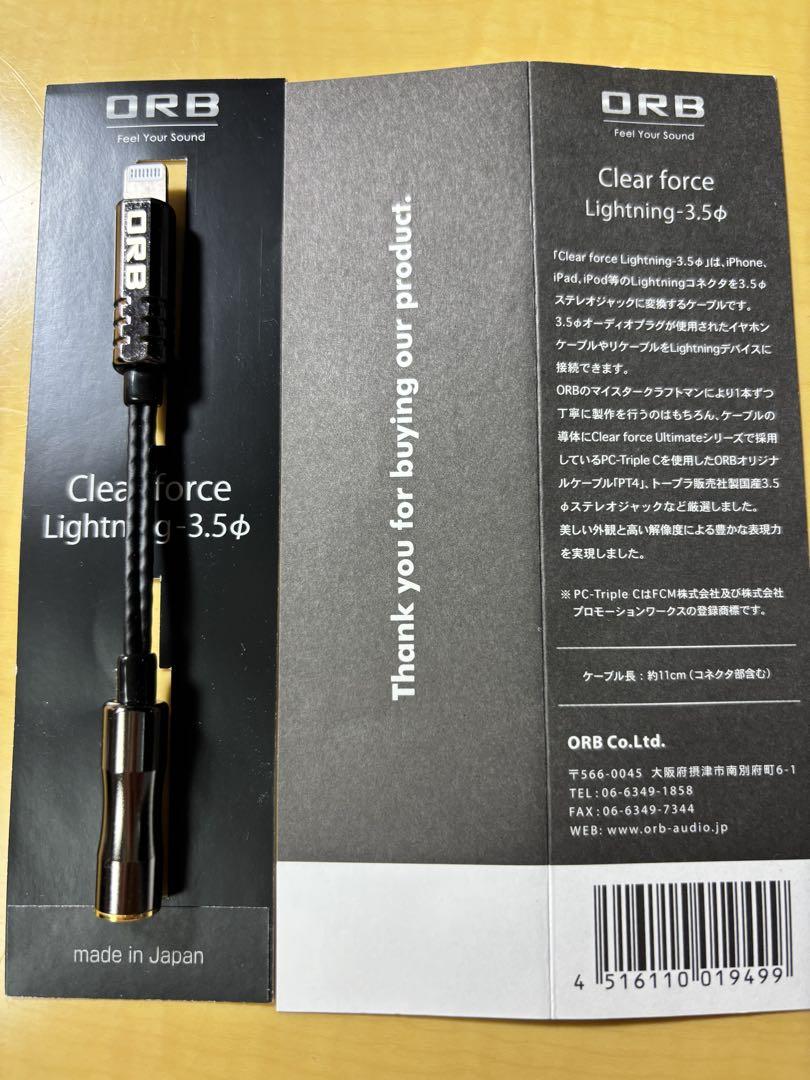 ORB
Feel Your Sound
ORB
Clear force
Lightning-3.5φ
made in Japan
Thank you for buying our product.
ORB
Feel Your Sound
Clear force
Lightning-3.5φ
「Clear force Lightning-3.5φ」は、iPhone、
iPad、iPod等のLightningコネクタを3.5φ
ステレオジャックに変換するケーブルです。
3.5φオーディオプラグが使用されたイヤホン
ケーブルやリケーブルをLightningデバイスに
接続できます。
ORBのマイスタークラフトマンにより1本ずつ
丁寧に製作を行うのはもちろん、ケーブルの
導体にClear force Ultimateシリーズで採用
しているPC-Triple Cを使用したORBオリジナ
ルケーブル「PT4」、トープラ販売社製国産3.5
φステレオジャックなど厳選しました。
美しい外観と高い解像度による豊かな表現力
を実現しました。
※ PC-Triple CはFCM株式会社及び株式会社
プロモーションワークスの登録商標です。
ケーブル長：約11cm（コネクタ部含む）
ORB Co.Ltd.
〒566-0045 大阪府摂津市南別府町6-1
TEL：06-6349-1858
FAX：06-6349-7344
WEB: www.orb-audio.jp
4 516110 019499